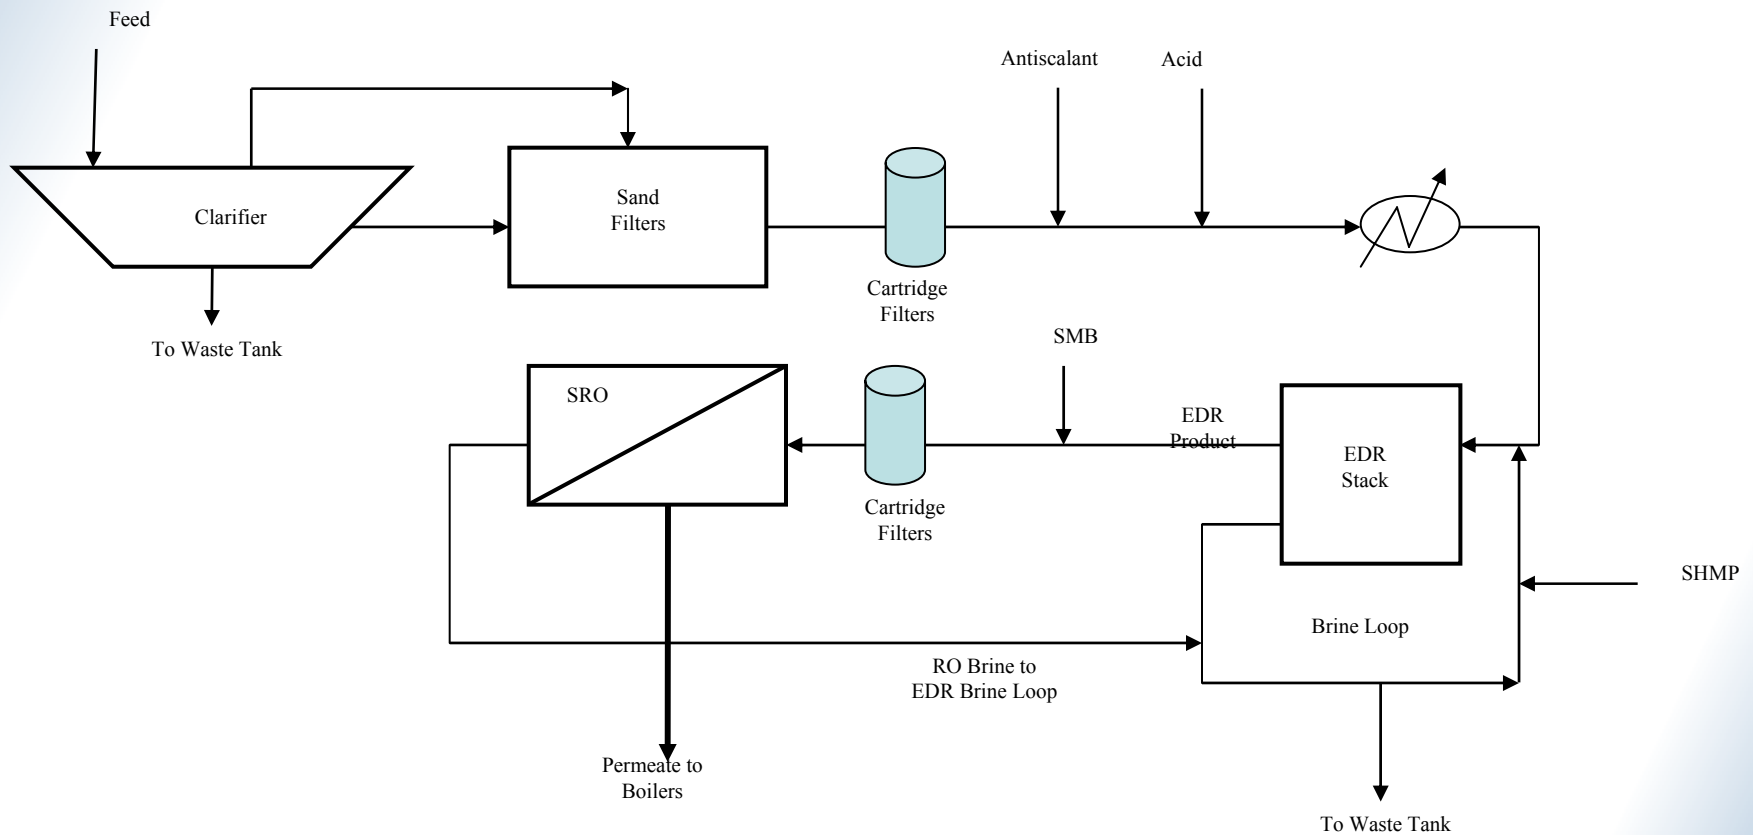 Feed
Antiscalant
Acid
Clarifier
Sand
Filters
Cartridge
Filters
To Waste Tank
SMB
SRO
EDR
Product
EDR
Stack
Cartridge
Filters
SHMP
Brine Loop
RO Brine to
EDR Brine Loop
Permeate to
Boilers
To Waste Tank